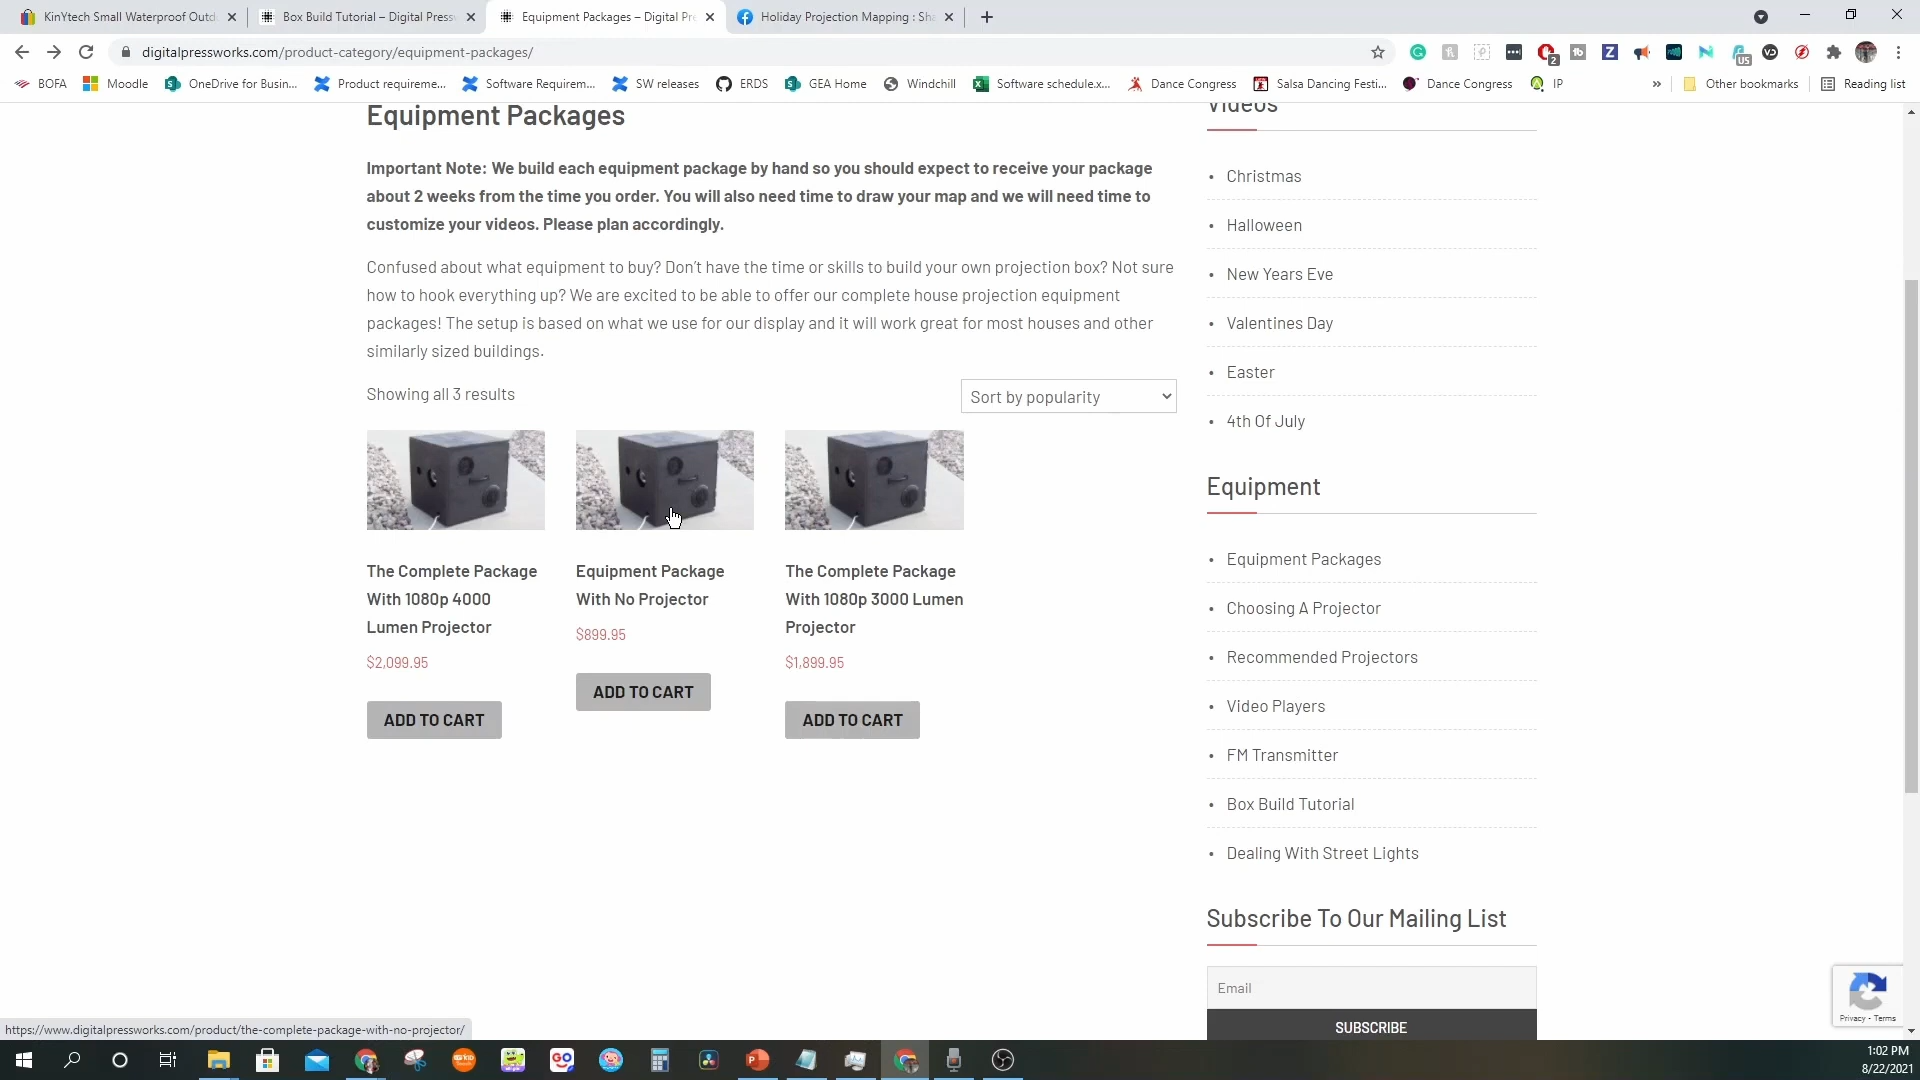 KinYtech Small Waterproof Outd
Box Build Tutorial – Digital Press
Equipment Packages – Digital Pr
Holiday Projection Mapping : Sha
digitalpressworks.com/product-category/equipment-packages/
BOFA
Moodle
OneDrive for Busin...
Product requireme...
Software Requirem...
SW releases
ERDS
GEA Home
Windchill
Software schedule.x...
Dance Congress
Salsa Dancing Festi...
Dance Congress
IP
»
Other bookmarks
Reading list
Equipment Packages
Important Note: We build each equipment package by hand so you should expect to receive your package
about 2 weeks from the time you order. You will also need time to draw your map and we will need time to
customize your videos. Please plan accordingly.
Confused about what equipment to buy? Don’t have the time or skills to build your own projection box? Not sure
how to hook everything up? We are excited to be able to offer our complete house projection equipment
packages! The setup is based on what we use for our display and it will work great for most houses and other
similarly sized buildings.
Showing all 3 results
Sort by popularity
The Complete Package
With 1080p 4000
Lumen Projector
$2,099.95
ADD TO CART
Equipment Package
With No Projector
$899.95
ADD TO CART
The Complete Package
With 1080p 3000 Lumen
Projector
$1,899.95
ADD TO CART
Videos
• Christmas
• Halloween
• New Years Eve
• Valentines Day
• Easter
• 4th Of July
Equipment
• Equipment Packages
• Choosing A Projector
• Recommended Projectors
• Video Players
• FM Transmitter
• Box Build Tutorial
• Dealing With Street Lights
Subscribe To Our Mailing List
Email
SUBSCRIBE
Privacy - Terms
https://www.digitalpressworks.com/product/the-complete-package-with-no-projector/
1:02 PM
8/22/2021